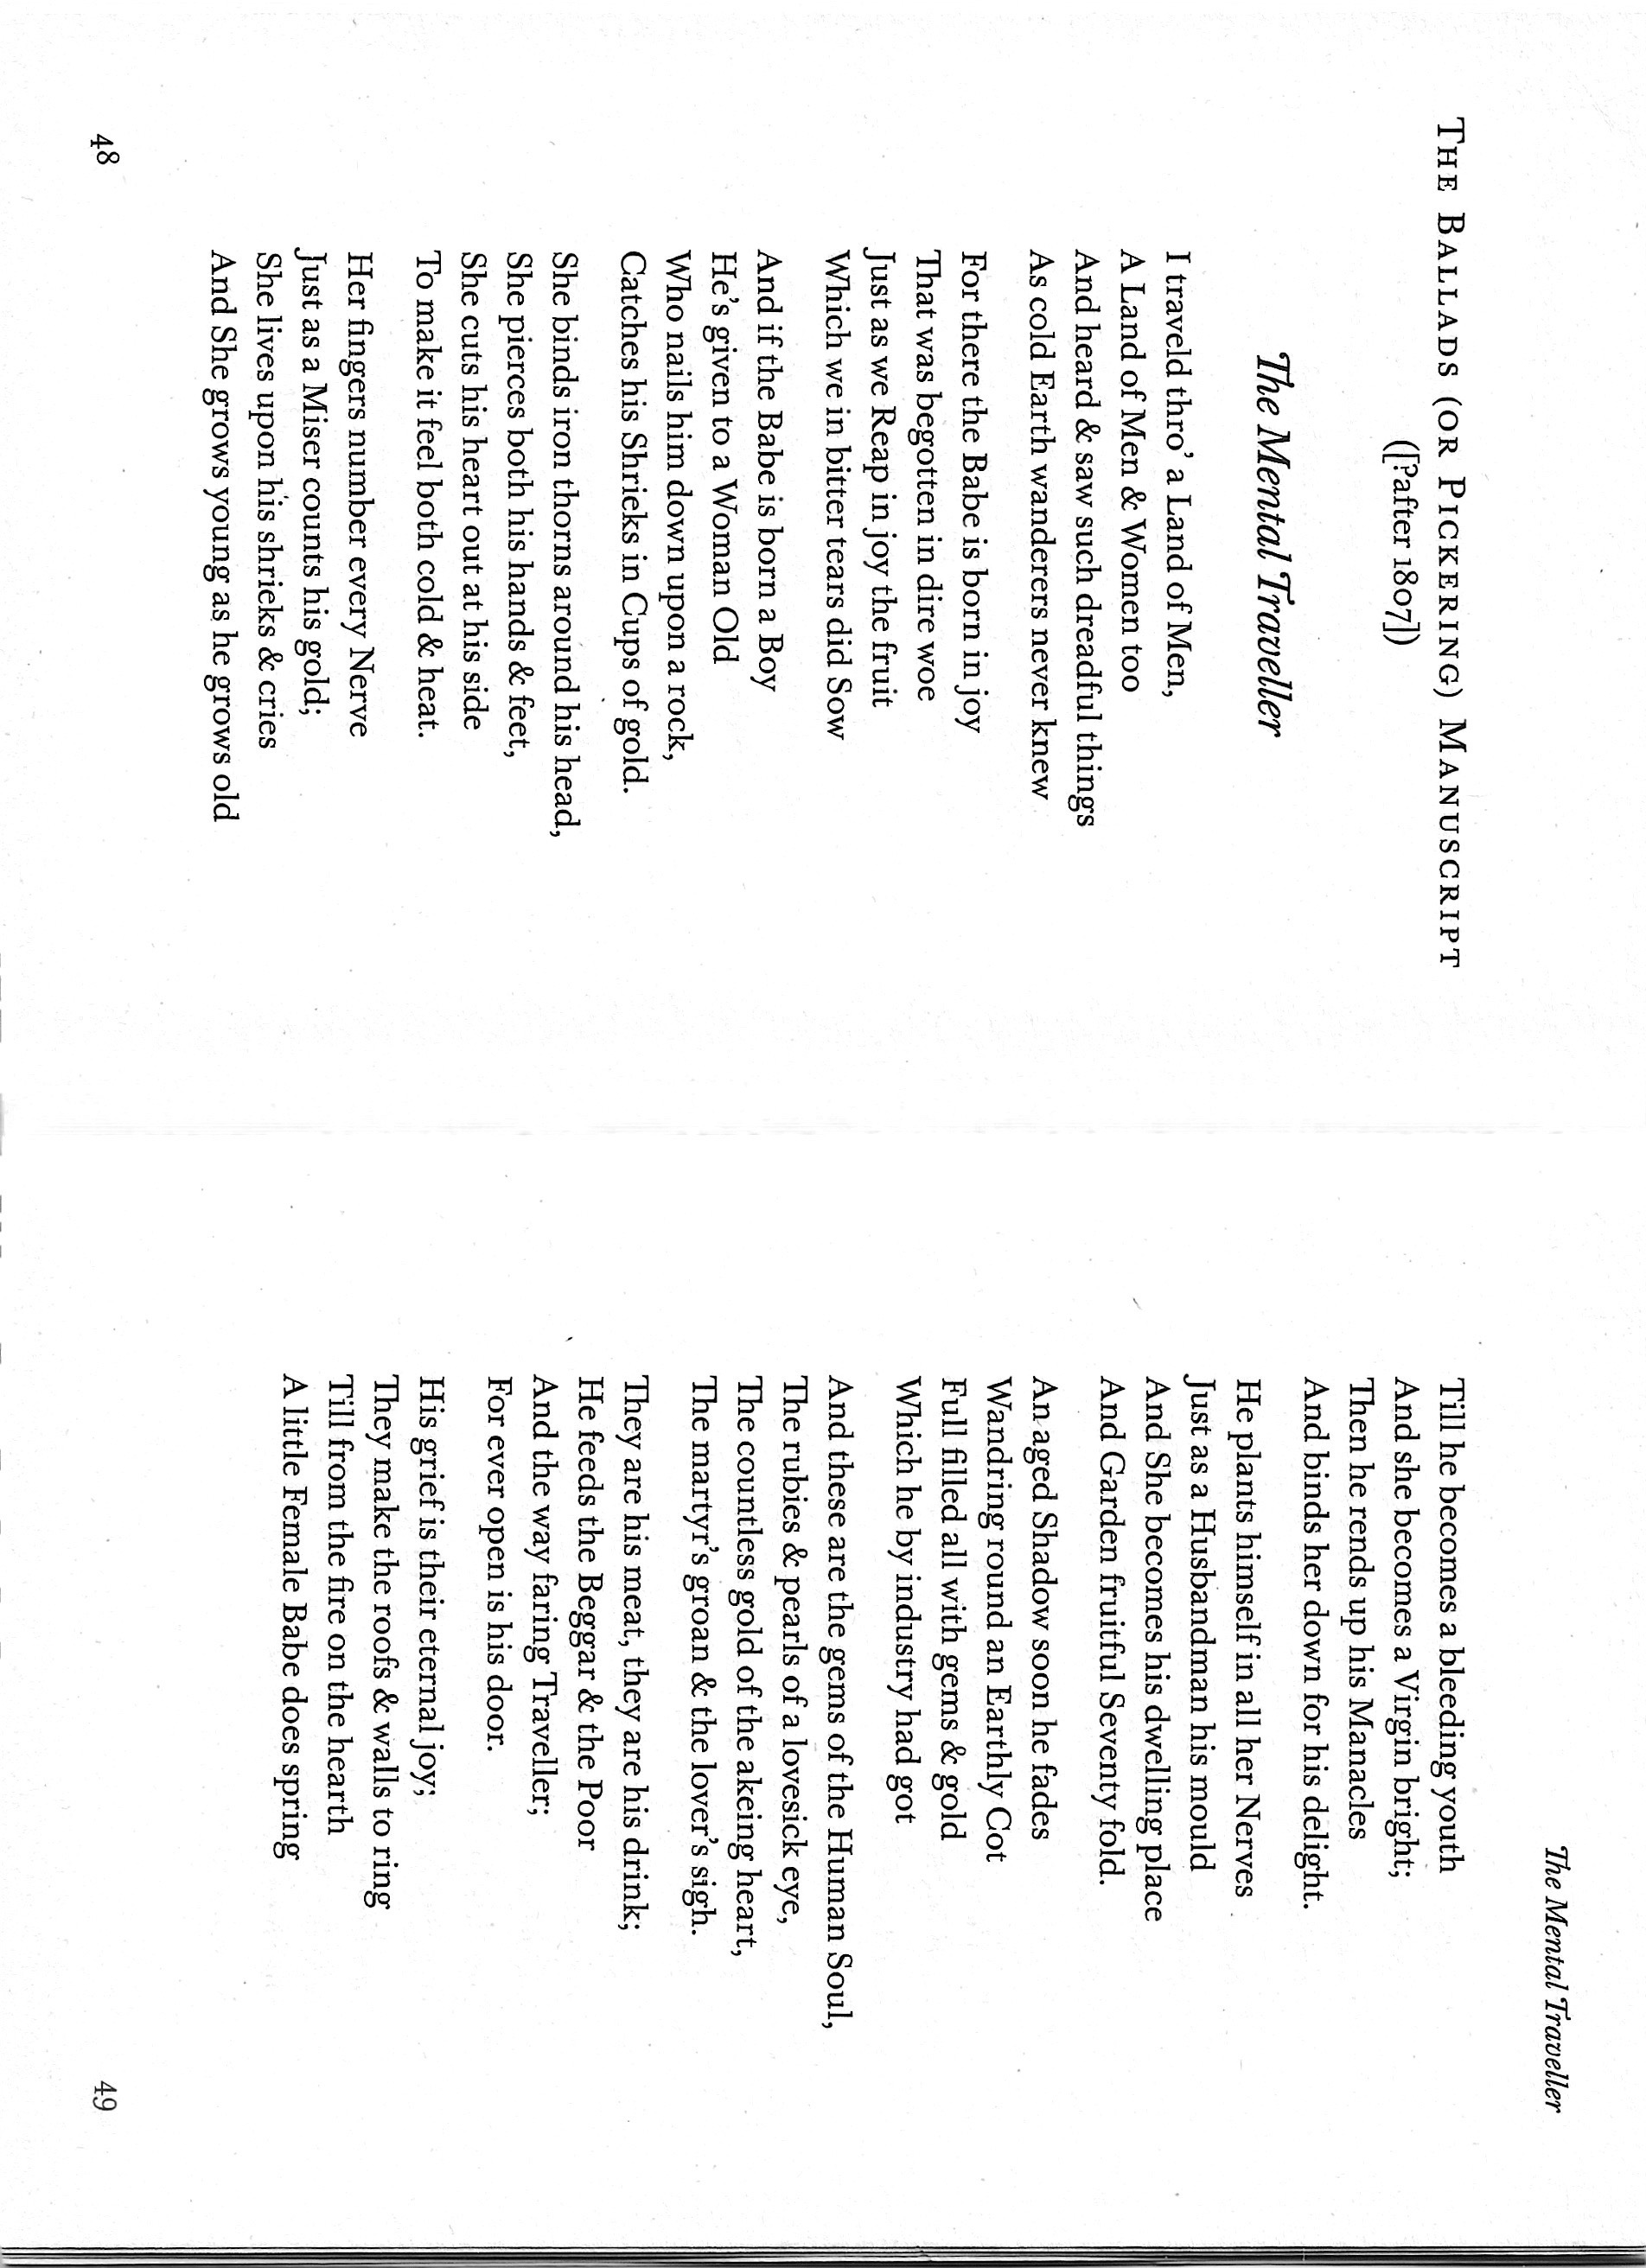 THE BALLADS (OR PICKERING) MANUSCRIPT
([?after 1807])
The Mental Traveller
I traveld thro' a Land of Men,
A Land of Men & Women too
And heard & saw such dreadful things
As cold Earth wanderers never knew
For there the Babe is born in joy
That was begotten in dire woe
Just as we Reap in joy the fruit
Which we in bitter tears did Sow
And if the Babe is born a Boy
He's given to a Woman Old
Who nails him down upon a rock,
Catches his Shrieks in Cups of gold.
She binds iron thorns around his head,
She pierces both his hands & feet,
She cuts his heart out at his side
To make it feel both cold & heat.
Her fingers number every Nerve
Just as a Miser counts his gold;
She lives upon his shrieks & cries
And She grows young as he grows old
48
The Mental Traveller
Till he becomes a bleeding youth
And she becomes a Virgin bright;
Then he rends up his Manacles
And binds her down for his delight.
He plants himself in all her Nerves
Just as a Husbandman his mould
And She becomes his dwelling place
And Garden fruitful Seventy fold.
An aged Shadow soon he fades
Wandring round an Earthly Cot
Full filled all with gems & gold
Which he by industry had got
And these are the gems of the Human Soul,
The rubies & pearls of a lovesick eye,
The countless gold of the akeing heart,
The martyr's groan & the lover's sigh.
They are his meat, they are his drink;
He feeds the Beggar & the Poor
And the way faring Traveller;
For ever open is his door.
His grief is their eternal joy;
They make the roofs & walls to ring
Till from the fire on the hearth
A little Female Babe does spring
49